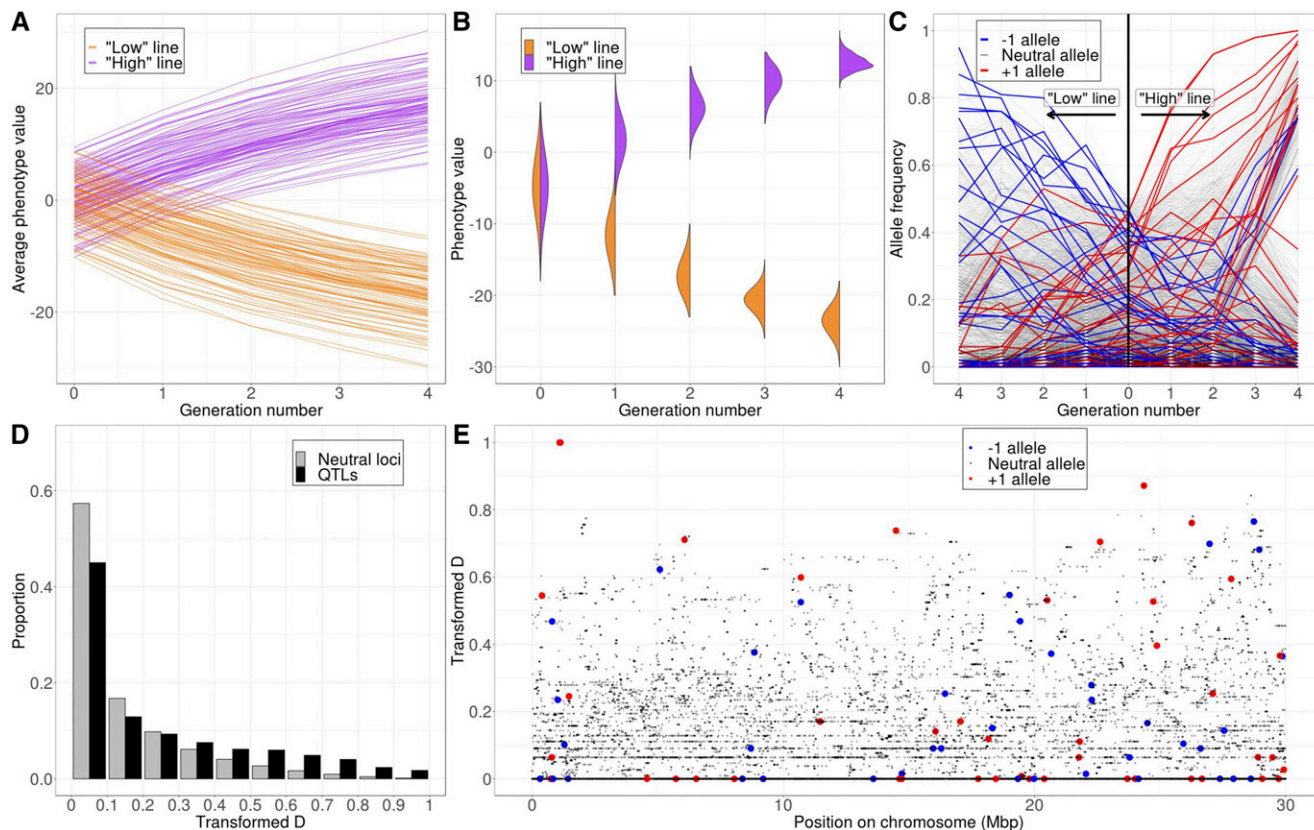 A
"Low" line
"High" line
Average phenotype value
20
0
-20
0 1 2 3 4
Generation number
B
"Low" line
"High" line
Phenotype value
10
0
-10
-20
-30
0 1 2 3 4
Generation number
C
-1 allele
Neutral allele
+1 allele
"Low" line "High" line
Allele frequency
1
0.8
0.6
0.4
0.2
0
4 3 2 1 0 1 2 3 4
Generation number
D
Neutral loci
QTLs
Proportion
0.6
0.4
0.2
0.0
0 0.1 0.2 0.3 0.4 0.5 0.6 0.7 0.8 0.9 1
Transformed D
E
-1 allele
Neutral allele
+1 allele
Transformed D
1
0.8
0.6
0.4
0.2
0
0 10 20 30
Position on chromosome (Mbp)